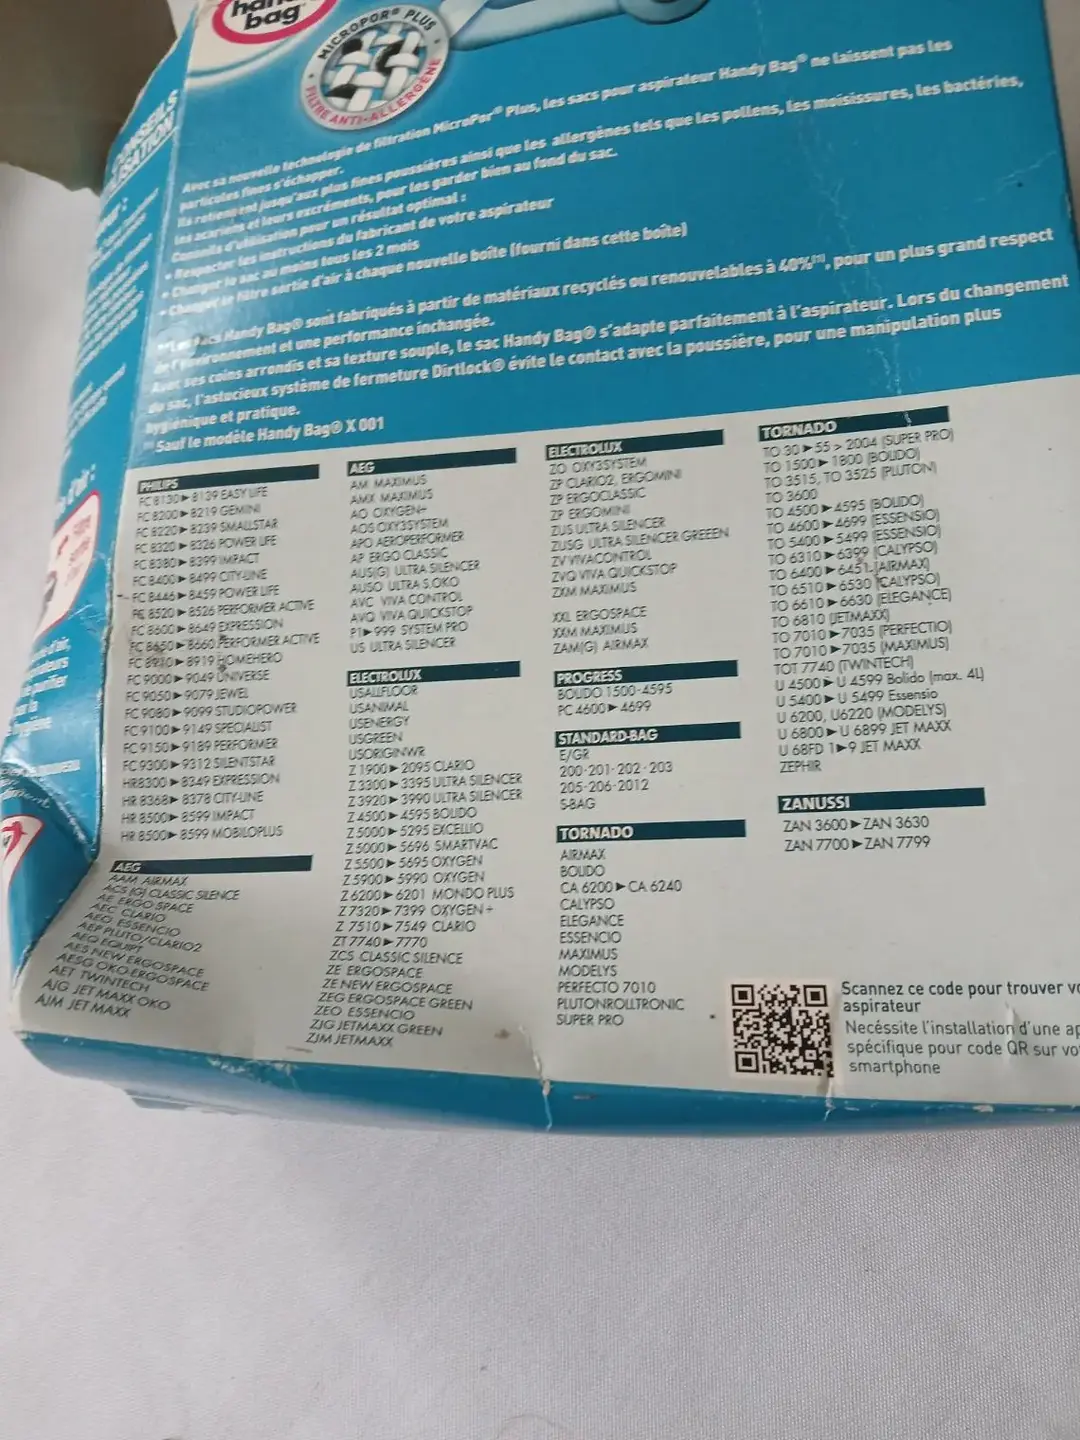 handy
bag
MICROPOR® PLUS
FILTRE ANTI-ALLERGÈNE
Avec sa nouvelle technologie de filtration MicroPor® Plus, les sacs pour aspirateur Handy Bag® ne laissent pas les
particules fines s'échapper.
Ils retiennent jusqu'aux plus fines poussières ainsi que les allergènes tels que les pollens, les moisissures, les bactéries,
les acariens et leurs excréments, pour les garder bien au fond du sac.
Conseils d'utilisation pour un résultat optimal :
• Respecter les instructions du fabricant de votre aspirateur
• Changer le sac au moins tous les 2 mois
• Changer le filtre sortie d'air à chaque nouvelle boîte (fourni dans cette boîte)
Sacs Handy Bag® sont fabriqués à partir de matériaux recyclés ou renouvelables à 40%⁽¹⁾, pour un plus grand respect
de l'environnement et une performance inchangée.
Avec ses coins arrondis et sa texture souple, le sac Handy Bag® s'adapte parfaitement à l'aspirateur. Lors du changement
du sac, l'astucieux système de fermeture Dirtlock® évite le contact avec la poussière, pour une manipulation plus
hygiénique et pratique.
Sauf le modèle Handy Bag® X 001
PHILIPS
FC 8130►8139 EASY LIFE
FC 8200►8219 GEMINI
FC 8220►8239 SMALLSTAR
FC 8320►8326 POWER LIFE
FC 8380►8399 IMPACT
FC 8400►8499 CITY-LINE
FC 8446►8459 POWER LIFE
FC 8520►8526 PERFORMER ACTIVE
FC 8600►8649 EXPRESSION
FC 8650►8660 PERFORMER ACTIVE
►8919 HOMEHERO
FC 9000►9049 UNIVERSE
FC 9050►9079 JEWEL
FC 9080►9099 STUDIOPOWER
FC 9100►9149 SPECIALIST
FC 9150►9189 PERFORMER
FC 9300►9312 SILENTSTAR
HR8300►8349 EXPRESSION
HR 8368►8378 CITY-LINE
HR 8500►8599 IMPACT
HR 8500►8599 MOBILOPLUS
AEG
AAM AIRMAX
ACS (G) CLASSIC SILENCE
AE ERGO SPACE
AEC CLARIO
AEO ESSENCIO
AEP PLUTO/CLARIO2
AEQ EQUIPT
AES NEW ERGOSPACE
AESG OKO ERGOSPACE
AET TWINTECH
AJG JET MAXX OKO
AJM JET MAXX
AEG
AM MAXIMUS
AMX MAXIMUS
AO OXYGEN+
AOS OXY3SYSTEM
APO AEROPERFORMER
AP ERGO CLASSIC
AUS(G) ULTRA SILENCER
AUSO ULTRA S.OKO
AVC VIVA CONTROL
AVQ VIVA QUICKSTOP
P1►999 SYSTEM PRO
US ULTRA SILENCER
ELECTROLUX
USALLFLOOR
USANIMAL
USENERGY
USGREEN
USORIGINWR
Z 1900►2095 CLARIO
Z 3300►3395 ULTRA SILENCER
Z 3920►3990 ULTRA SILENCER
Z 4500►4595 BOLIDO
Z 5000►5295 EXCELLIO
Z 5000►5696 SMARTVAC
Z 5500►5695 OXYGEN
Z 5900►5990 OXYGEN
Z 6200►6201 MONDO PLUS
Z 7320►7399 OXYGEN+
Z 7510►7549 CLARIO
ZT 7740►7770
ZCS CLASSIC SILENCE
ZE ERGOSPACE
ZE NEW ERGOSPACE
ZEG ERGOSPACE GREEN
ZEO ESSENCIO
ZJG JETMAXX GREEN
ZJM JETMAXX
ELECTROLUX
ZO OXY3SYSTEM
ZP CLARIO2, ERGOMINI
ZP ERGOCLASSIC
ZP ERGOMINI
ZUS ULTRA SILENCER
ZUSG ULTRA SILENCER GREEEN
ZV VIVACONTROL
ZVQ VIVA QUICKSTOP
ZXM MAXIMUS
XXL ERGOSPACE
XXM MAXIMUS
ZAM(G) AIRMAX
PROGRESS
BOLIDO 1500-4595
PC 4600►4699
STANDARD-BAG
E/GR
200-201-202-203
205-206-2012
S-BAG
TORNADO
AIRMAX
BOLIDO
CA 6200►CA 6240
CALYPSO
ELEGANCE
ESSENCIO
MAXIMUS
MODELYS
PERFECTO 7010
PLUTONROLLTRONIC
SUPER PRO
TORNADO
TO 30►55 > 2004 (SUPER PRO)
TO 1500►1800 (BOLIDO)
TO 3515, TO 3525 (PLUTON)
TO 3600
TO 4500►4595 (BOLIDO)
TO 4600►4699 (ESSENSIO)
TO 5400►5499 (ESSENSIO)
TO 6310►6399 (CALYPSO)
TO 6400►6451 (AIRMAX)
TO 6510►6530 (CALYPSO)
TO 6610►6630 (ELEGANCE)
TO 6810 (JETMAXX)
TO 7010►7035 (PERFECTIO)
TO 7010►7035 (MAXIMUS)
TOT 7740 (TWINTECH)
U 4500►U 4599 Bolido (max. 4L)
U 5400►U 5499 Essensio
U 6200, U6220 (MODELYS)
U 6800►U 6899 JET MAXX
U 68FD 1►9 JET MAXX
ZEPHIR
ZANUSSI
ZAN 3600►ZAN 3630
ZAN 7700►ZAN 7799
Scannez ce code pour trouver
aspirateur
Necéssite l'installation d'une
spécifique pour code QR sur
smartphone